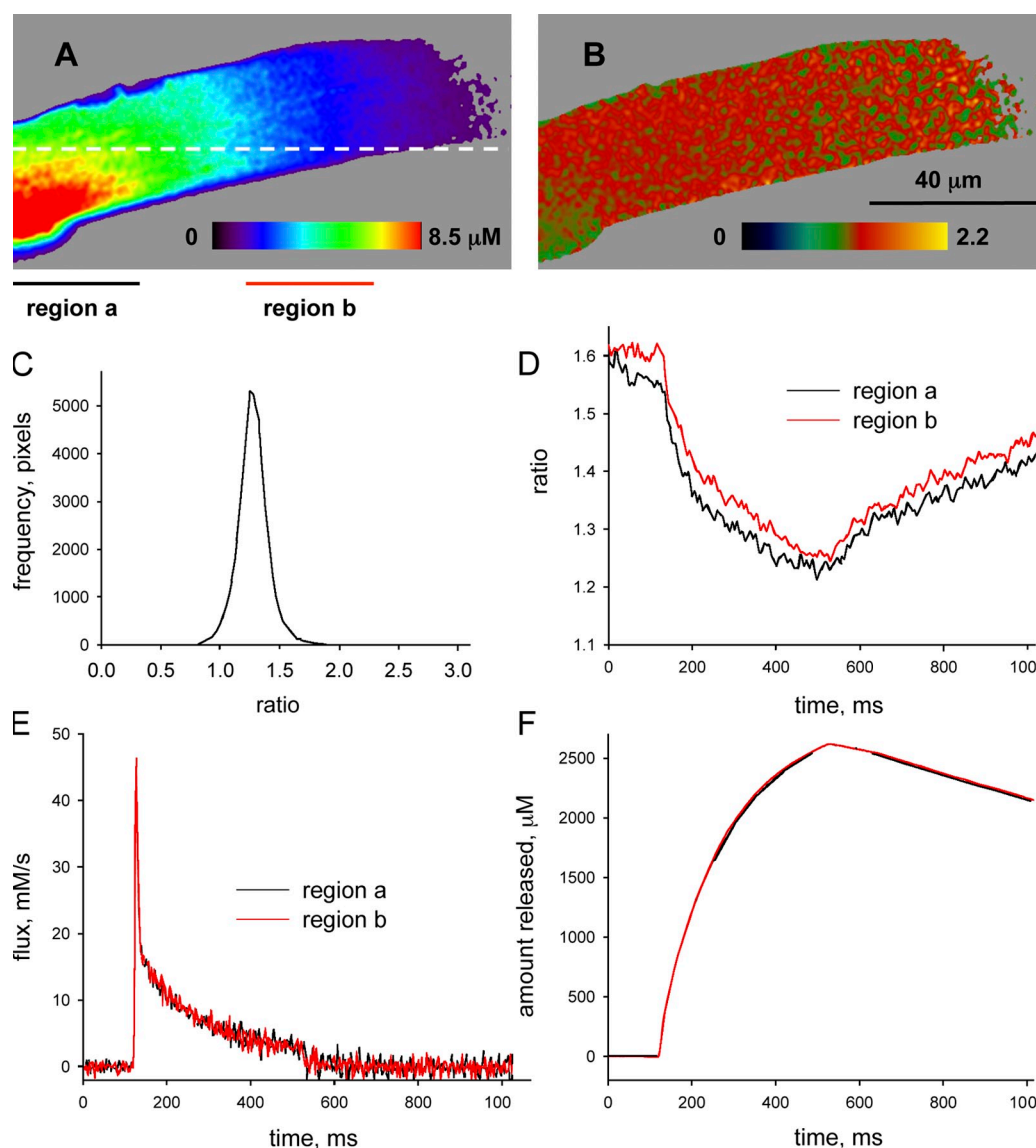 A
0
8.5 μM
B
40 μm
0
2.2
region a
region b
C
frequency, pixels
5000
4000
3000
2000
1000
0
0.0 0.5 1.0 1.5 2.0 2.5 3.0
ratio
D
region a
region b
ratio
1.6
1.5
1.4
1.3
1.2
1.1
0 200 400 600 800 100
time, ms
E
region a
region b
flux, mM/s
50
40
30
20
10
0
0 200 400 600 800 100
time, ms
F
amount released, μM
2500
2000
1500
1000
500
0
0 200 400 600 800 100
time, ms